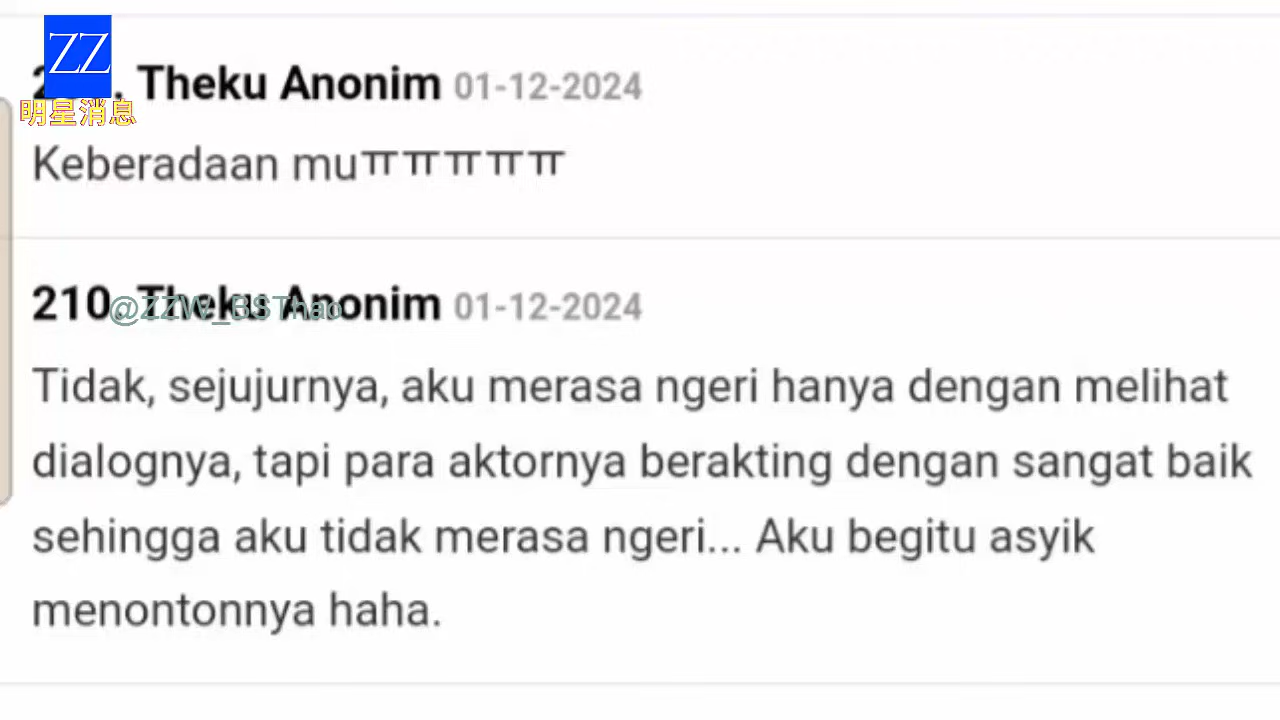 ZZ
明星消息
Theku Anonim 01-12-2024
Keberadaan muㅠㅠㅠㅠㅠ
210. Theku Anonim 01-12-2024
@ZZW_BSThao
Tidak, sejujurnya, aku merasa ngeri hanya dengan melihat
dialognya, tapi para aktornya berakting dengan sangat baik
sehingga aku tidak merasa ngeri... Aku begitu asyik
menontonnya haha.